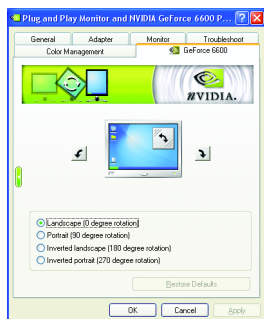 Plug and Play Monitor and NVIDIA GeForce 6600 P...
General Adapter Monitor Troubleshoot
Color Management GeForce 6600
nVIDIA.
Landscape (0 degree rotation)
Portrait (90 degree rotation)
Inverted landscape (180 degree rotation)
Inverted portrait (270 degree rotation)
Restore Defaults
OK Cancel Apply